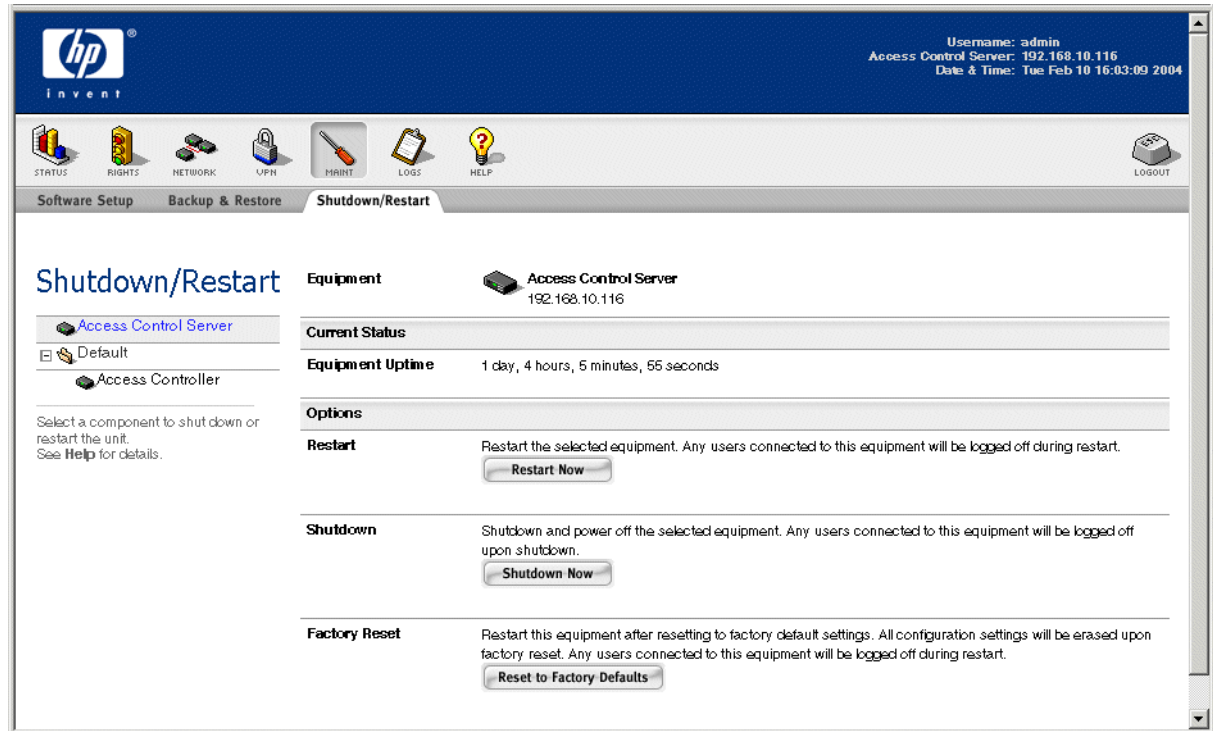 hp
®
invent
Username: admin
Access Control Server: 192.168.10.116
Date & Time: Tue Feb 10 16:03:09 2004
STATUS
RIGHTS
NETWORK
VPN
MAINT
LOGS
HELP
LOGOUT
Software Setup
Backup & Restore
Shutdown/Restart
Shutdown/Restart
Access Control Server
Default
Access Controller
Select a component to shut down or
restart the unit.
See Help for details.
Equipment
Access Control Server
192.168.10.116
Current Status
Equipment Uptime
1 day, 4 hours, 5 minutes, 55 seconds
Options
Restart
Restart the selected equipment. Any users connected to this equipment will be logged off during restart.
Restart Now
Shutdown
Shutdown and power off the selected equipment. Any users connected to this equipment will be logged off
upon shutdown.
Shutdown Now
Factory Reset
Restart this equipment after resetting to factory default settings. All configuration settings will be erased upon
factory reset. Any users connected to this equipment will be logged off during restart.
Reset to Factory Defaults